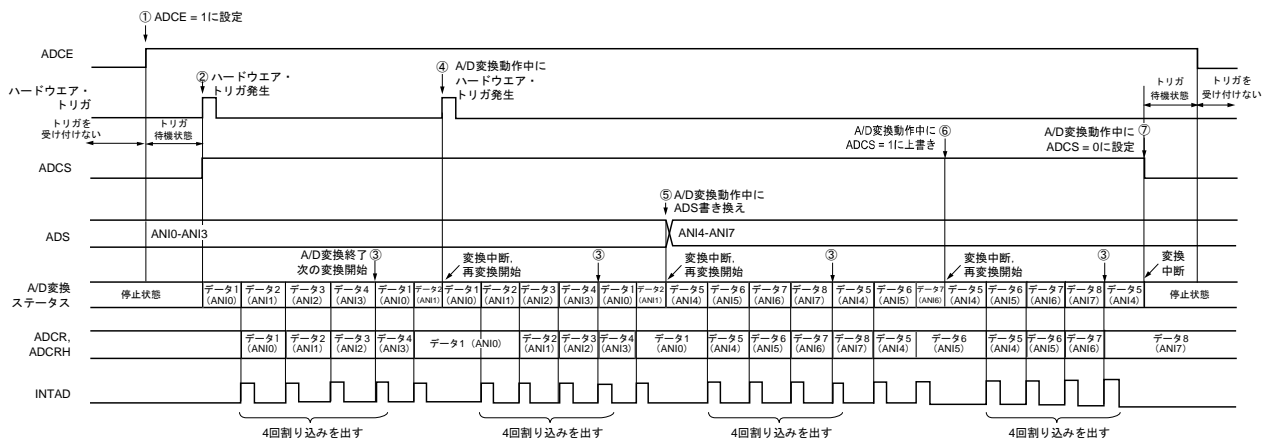 ① ADCE = 1に設定
ADCE
② ハードウエア・
トリガ発生
④ A/D変換動作中に
ハードウエア・
トリガ発生
ハードウエア・
トリガ
トリガを
受け付けない
トリガ
待機状態
トリガ
待機状態
トリガを
受け付けない
A/D変換動作中に ⑥
ADCS = 1に上書き
A/D変換動作中に ⑦
ADCS = 0に設定
ADCS
⑤ A/D変換動作中に
ADS書き換え
ADS
ANI0-ANI3
ANI4-ANI7
A/D変換終了 ③
次の変換開始
変換中断,
再変換開始
③
変換中断,
再変換開始
③
変換中断,
再変換開始
③
変換
中断
A/D変換
ステータス
停止状態
データ1
(ANI0)
データ2
(ANI1)
データ3
(ANI2)
データ4
(ANI3)
データ1
(ANI0)
データ2
(ANI1)
データ1
(ANI0)
データ2
(ANI1)
データ3
(ANI2)
データ4
(ANI3)
データ1
(ANI0)
データ2
(ANI1)
データ5
(ANI4)
データ6
(ANI5)
データ7
(ANI6)
データ8
(ANI7)
データ5
(ANI4)
データ6
(ANI5)
データ7
(ANI6)
データ5
(ANI4)
データ6
(ANI5)
データ7
(ANI6)
データ8
(ANI7)
データ5
(ANI4)
停止状態
ADCR,
ADCRH
データ1
(ANI0)
データ2
(ANI1)
データ3
(ANI2)
データ4
(ANI3)
データ1 (ANI0)
データ2
(ANI1)
データ3
(ANI2)
データ4
(ANI3)
データ1
(ANI0)
データ5
(ANI4)
データ6
(ANI5)
データ7
(ANI6)
データ8
(ANI7)
データ5
(ANI4)
データ6
(ANI5)
データ5
(ANI4)
データ6
(ANI5)
データ7
(ANI6)
データ8
(ANI7)
INTAD
4回割り込みを出す
4回割り込みを出す
4回割り込みを出す
4回割り込みを出す